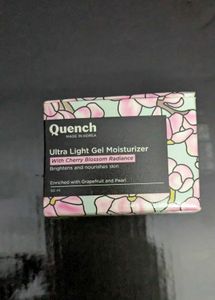 Quench
MADE IN KOREA
Ultra Light Gel Moisturizer
With Cherry Blossom Radiance
Brightens and nourishes skin
Enriched with Grapefruit and Pearl
50 ml